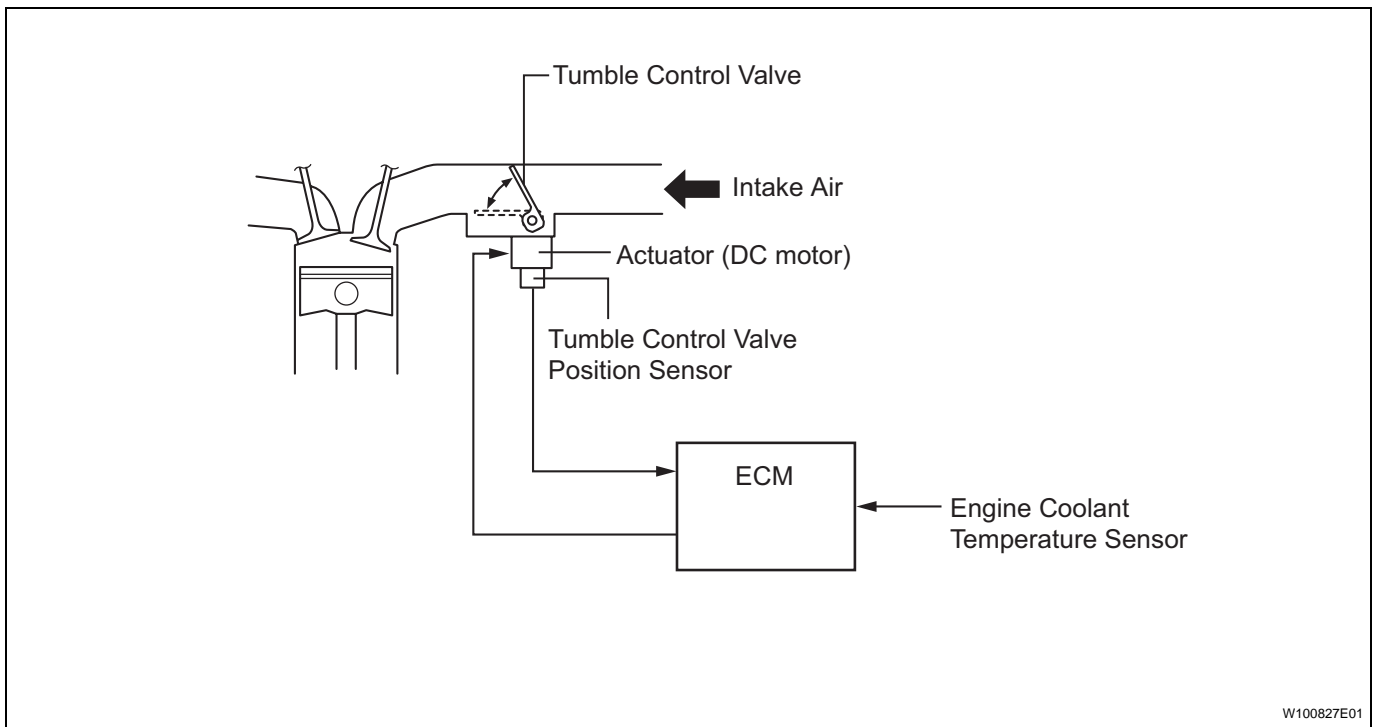 Tumble Control Valve
Intake Air
Actuator (DC motor)
Tumble Control Valve
Position Sensor
ECM
Engine Coolant
Temperature Sensor
W100827E01